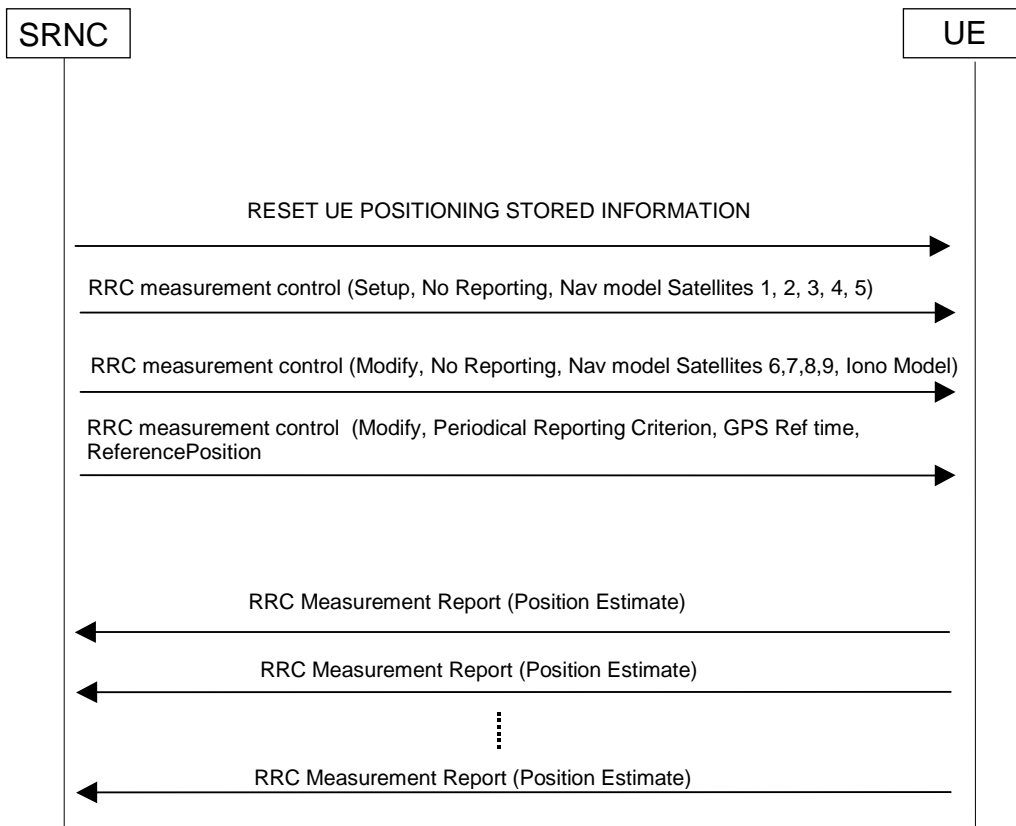 SRNC
UE
RESET UE POSITIONING STORED INFORMATION
RRC measurement control (Setup, No Reporting, Nav model Satellites 1, 2, 3, 4, 5)
RRC measurement control (Modify, No Reporting, Nav model Satellites 6,7,8,9, Iono Model)
RRC measurement control (Modify, Periodical Reporting Criterion, GPS Ref time,
ReferencePosition
RRC Measurement Report (Position Estimate)
RRC Measurement Report (Position Estimate)
RRC Measurement Report (Position Estimate)